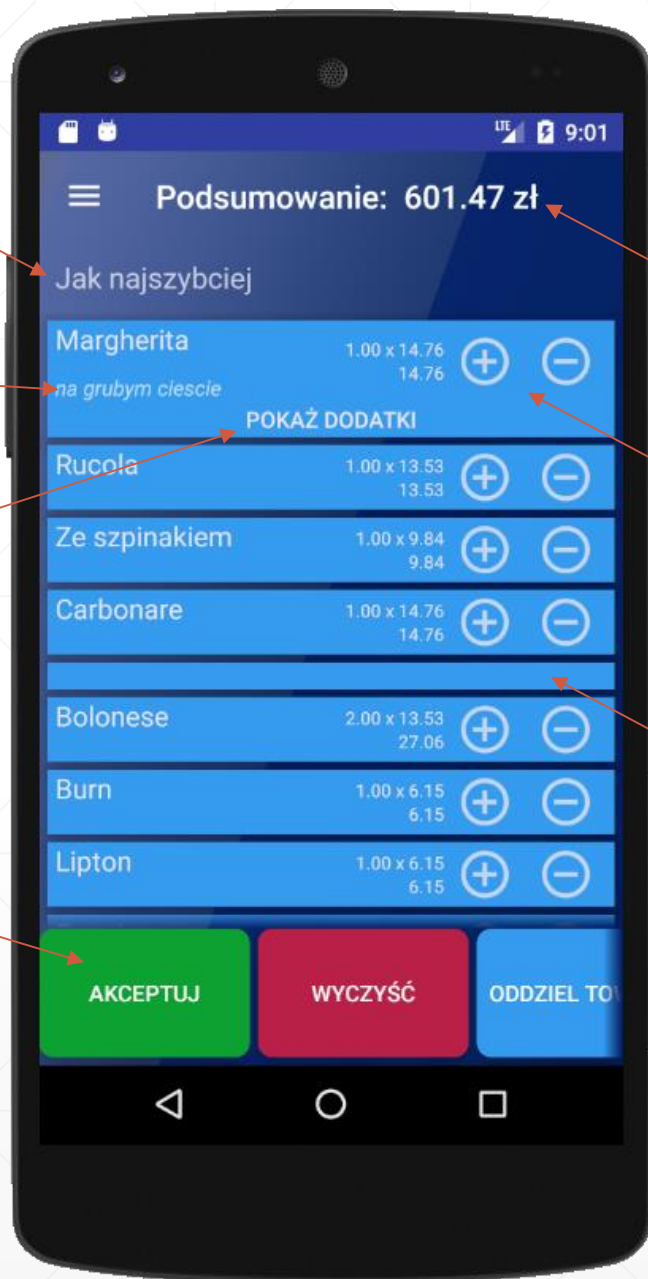 LTE 9:01
Podsumowanie: 601.47 zł
Jak najszybciej
Margherita 1.00 x 14.76
14.76
na grubym ciescie
POKAŻ DODATKI
Rucola 1.00 x 13.53
13.53
Ze szpinakiem 1.00 x 9.84
9.84
Carbonare 1.00 x 14.76
14.76
Bolonese 2.00 x 13.53
27.06
Burn 1.00 x 6.15
6.15
Lipton 1.00 x 6.15
6.15
AKCEPTUJ WYCZYŚĆ ODDZIEL